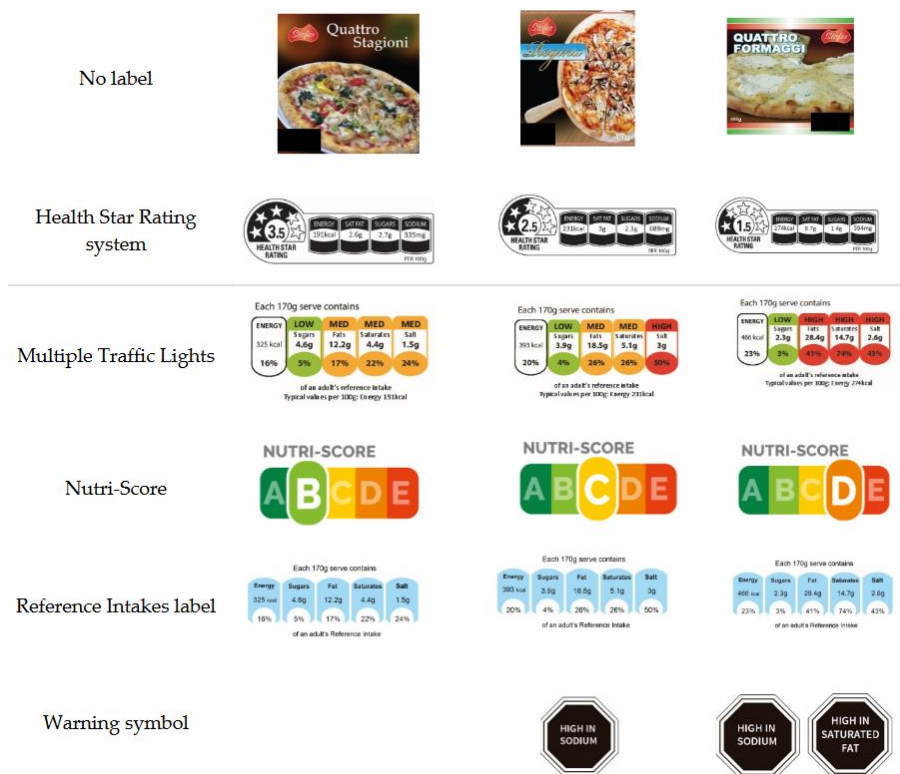 No label
Quattro
Stagioni
QUATTRO
FORMAGGI
Health Star Rating
system
3.5
HEALTH STAR
RATING
ENERGY SAT FAT SUGARS SODIUM
191kcal 2.6g 2.7g 335mg
PER 100g
2.5
HEALTH STAR
RATING
ENERGY SAT FAT SUGARS SODIUM
231kcal 3g 2.3g 689mg
PER 100g
1.5
HEALTH STAR
RATING
ENERGY SAT FAT SUGARS SODIUM
274kcal 8.7g 1.4g 594mg
PER 100g
Multiple Traffic Lights
Each 170g serve contains
ENERGY LOW MED MED MED
Sugars Fats Saturates Salt
325 kcal 4.6g 12.2g 4.4g 1.5g
16% 5% 17% 22% 24%
of an adult's reference intake
Typical values per 100g: Energy 191kcal
Each 170g serve contains
ENERGY LOW MED MED HIGH
Sugars Fats Saturates Salt
393 kcal 3.9g 18.5g 5.1g 3g
20% 4% 26% 26% 50%
of an adult's reference intake
Typical values per 100g: Energy 231kcal
Each 170g serve contains
ENERGY LOW HIGH HIGH HIGH
Sugars Fats Saturates Salt
466 kcal 2.3g 28.4g 14.7g 2.6g
23% 3% 41% 74% 43%
of an adult's reference intake
Typical values per 100g: Energy 274kcal
Nutri-Score
NUTRI-SCORE
A B C D E
NUTRI-SCORE
A B C D E
NUTRI-SCORE
A B C D E
Reference Intakes label
Each 170g serve contains
Energy Sugars Fat Saturates Salt
325 kcal 4.6g 12.2g 4.4g 1.5g
16% 5% 17% 22% 24%
of an adult's Reference Intake
Each 170g serve contains
Energy Sugars Fat Saturates Salt
393 kcal 3.9g 18.5g 5.1g 3g
20% 4% 26% 26% 50%
of an adult's Reference Intake
Each 170g serve contains
Energy Sugars Fat Saturates Salt
466 kcal 2.3g 28.4g 14.7g 2.6g
23% 3% 41% 74% 43%
of an adult's Reference Intake
Warning symbol
HIGH IN
SODIUM
HIGH IN
SODIUM
HIGH IN
SATURATED
FAT